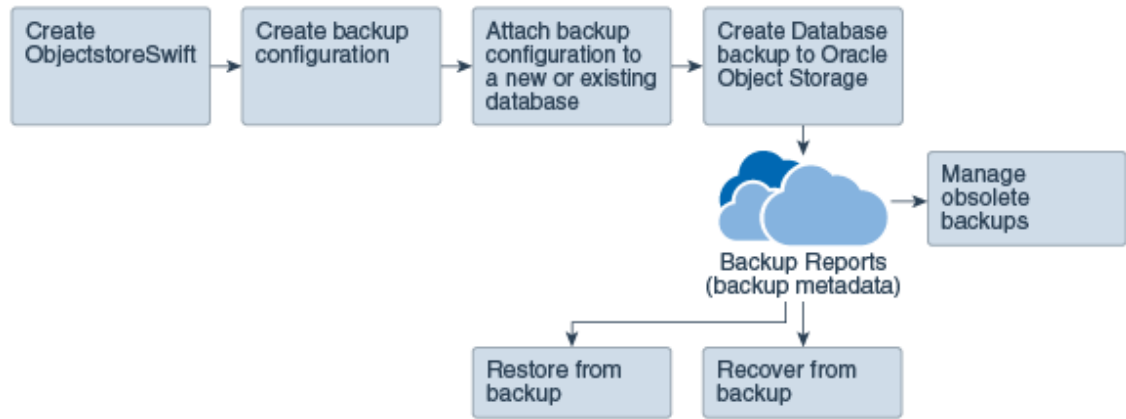 Create
ObjectstoreSwift
Create backup
configuration
Attach backup
configuration to
a new or existing
database
Create Database
backup to Oracle
Object Storage
Manage
obsolete
backups
Backup Reports
(backup metadata)
Restore from
backup
Recover from
backup